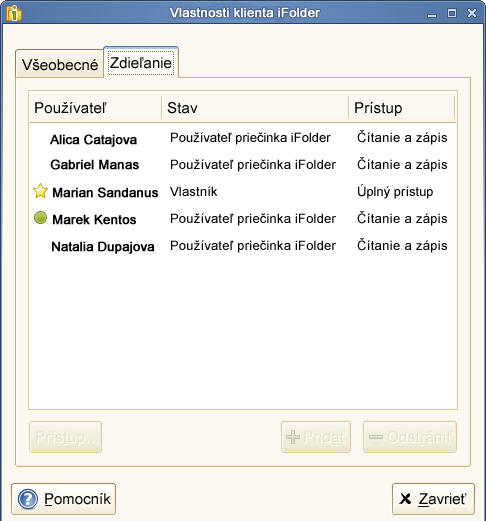 Vlastnosti klienta iFolder
Všeobecné Zdieľanie
Používateľ Stav Prístup
Alica Catajova Používateľ priečinka iFolder Čítanie a zápis
Gabriel Manas Používateľ priečinka iFolder Čítanie a zápis
Marian Sandanus Vlastník Úplný prístup
Marek Kentos Používateľ priečinka iFolder Čítanie a zápis
Natalia Dupajova Používateľ priečinka iFolder Čítanie a zápis
Prístup... Pridať Odstrániť
Pomocník Zavrieť